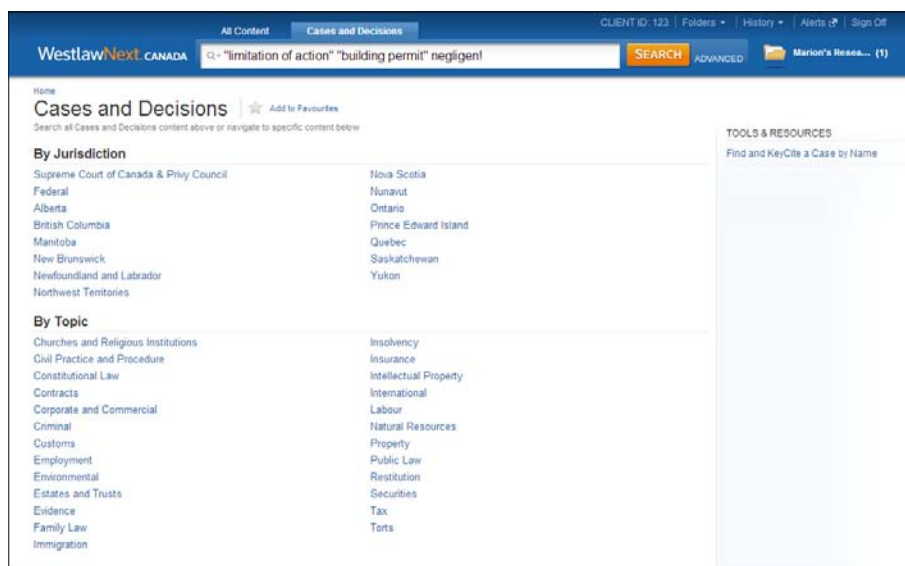 CLIENT ID: 123 | Folders | History | Alerts | Sign Off
All Content Cases and Decisions
WestlawNext CANADA "limitation of action" "building permit" negligen! SEARCH ADVANCED Marion's Resea... (1)
Home
Cases and Decisions Add to Favourites
Search all Cases and Decisions content above or navigate to specific content below
TOOLS & RESOURCES
Find and KeyCite a Case by Name
By Jurisdiction
Supreme Court of Canada & Privy Council
Federal
Alberta
British Columbia
Manitoba
New Brunswick
Newfoundland and Labrador
Northwest Territories
Nova Scotia
Nunavut
Ontario
Prince Edward Island
Quebec
Saskatchewan
Yukon
By Topic
Churches and Religious Institutions
Civil Practice and Procedure
Constitutional Law
Contracts
Corporate and Commercial
Criminal
Customs
Employment
Environmental
Estates and Trusts
Evidence
Family Law
Immigration
Insolvency
Insurance
Intellectual Property
International
Labour
Natural Resources
Property
Public Law
Restitution
Securities
Tax
Torts